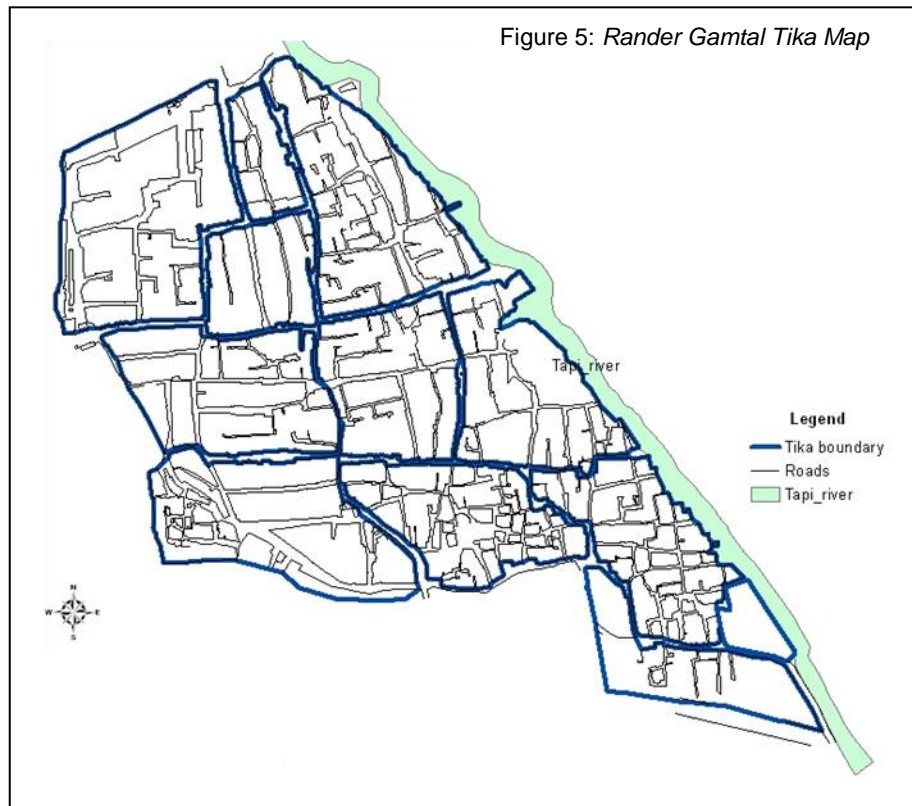 Figure 5: Rander Gamtal Tika Map
Tapi_river
Legend
Tika boundary
Roads
Tapi_river
N
W E
S